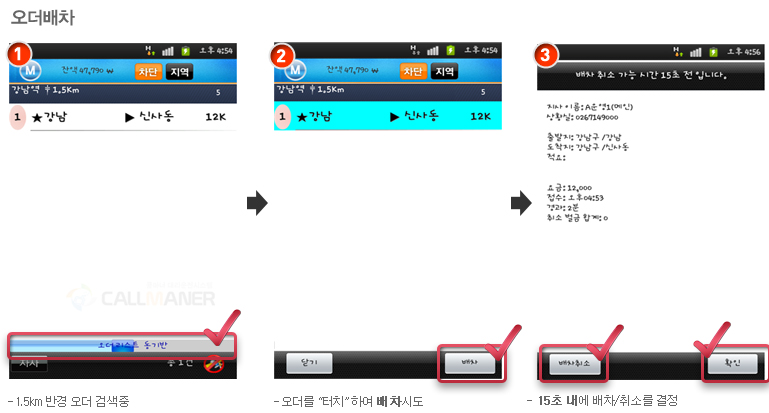 오더배차
1
H 오후 4:54
M 잔액 47,790 ₩ 차단 지역
강남역 1.5Km 5
1 ★강남 ▶ 신사동 12K
CALLMANER
오더리스트 동기반
자사 총 1건
- 1.5km 반경 오더 검색중
2
H 오후 4:54
M 잔액 47,790 ₩ 차단 지역
강남역 1.5Km 5
1 ★강남 ▶ 신사동 12K
닫기 배차
- 오더를 “터치” 하여 배차시도
3
H 오후 4:56
배차 취소 가능 시간 15초 전 입니다.
지사 이름: A운영1(메인)
상황실: 0267149000
출발지: 강남구 /강남
도착지: 강남구 /신사동
적요:
요금: 12,000
접수: 오후04:53
경과: 2분
취소 벌금 합계: 0
배차취소 확인
- 15초 내에 배차/취소를 결정